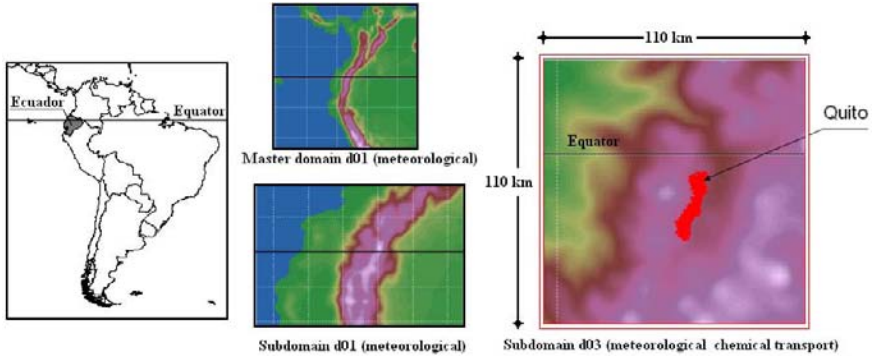 Ecuador
Equator
Master domain d01 (meteorological)
Subdomain d01 (meteorological)
110 km
110 km
Equator
Quito
Subdomain d03 (meteorological chemical transport)